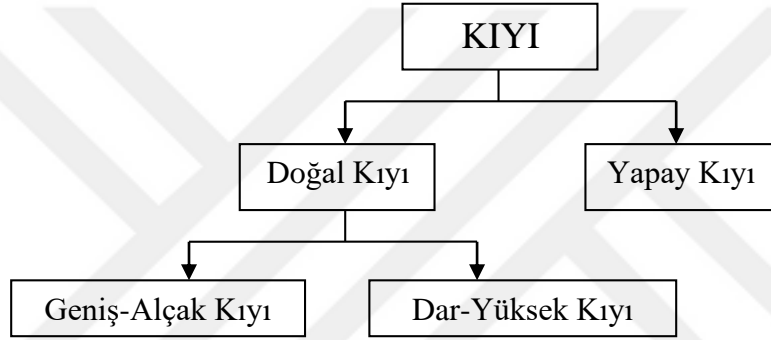 KIYI
Doğal Kıyı
Yapay Kıyı
Geniş-Alçak Kıyı
Dar-Yüksek Kıyı